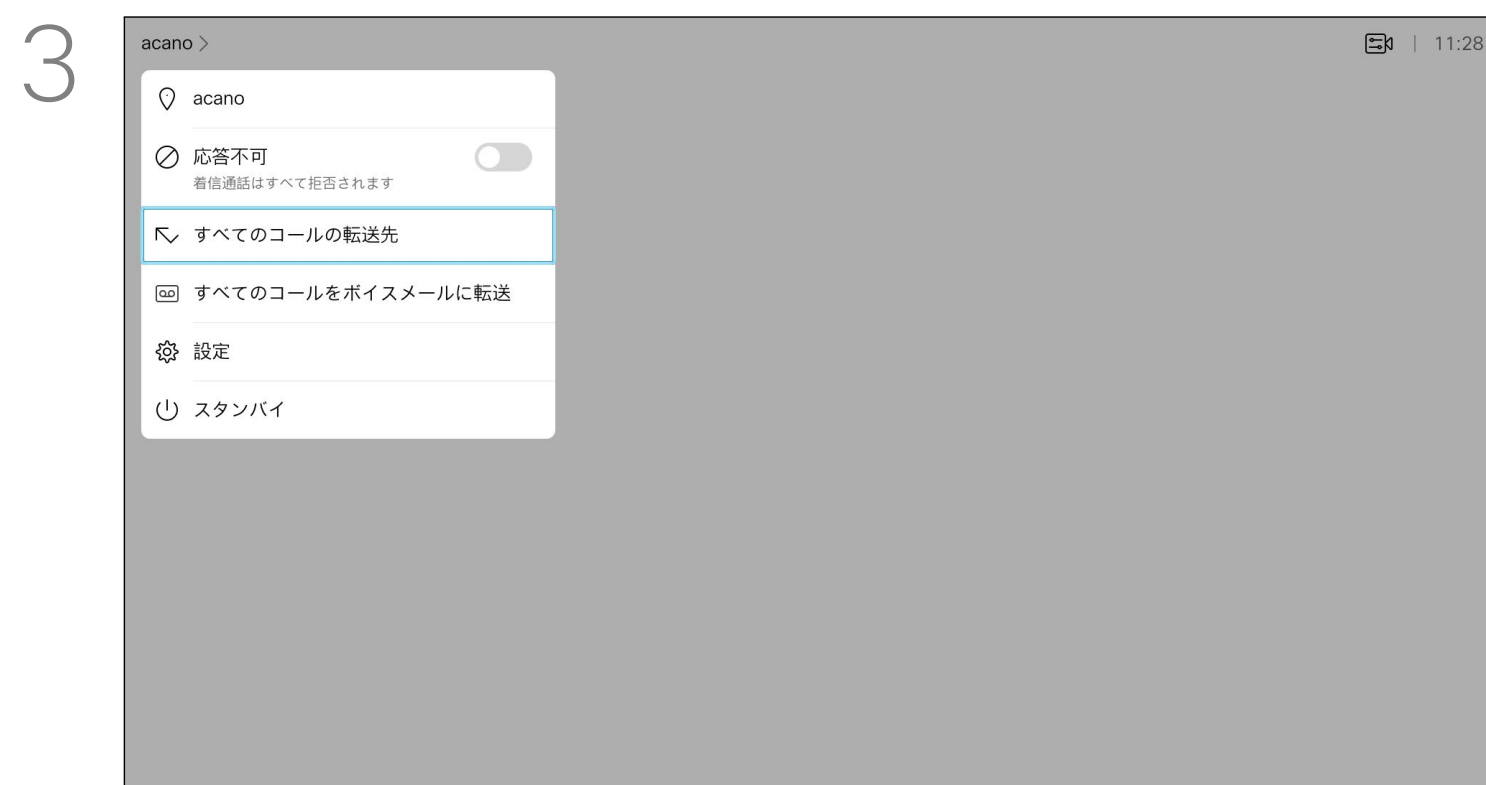 3
acano >
11:28
acano
応答不可
着信通話はすべて拒否されます
すべてのコールの転送先
すべてのコールをボイスメールに転送
設定
スタンバイ